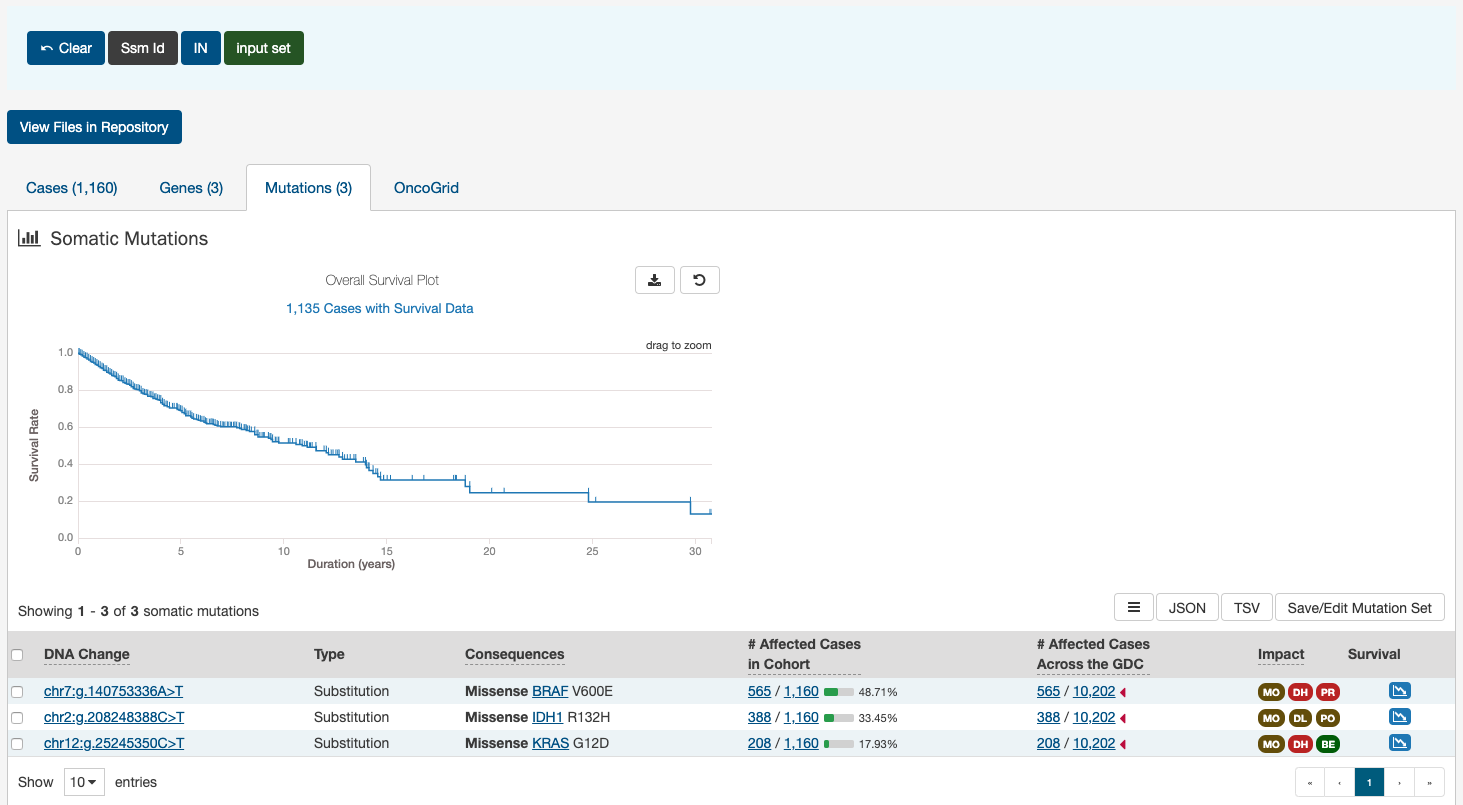 Clear Ssm Id IN input set
View Files in Repository
Cases (1,160) Genes (3) Mutations (3) OncoGrid
Somatic Mutations
Overall Survival Plot
1,135 Cases with Survival Data
drag to zoom
Survival Rate
1.0
0.8
0.6
0.4
0.2
0.0
0 5 10 15 20 25 30
Duration (years)
Showing 1 - 3 of 3 somatic mutations JSON TSV Save/Edit Mutation Set
DNA Change Type Consequences # Affected Cases in Cohort # Affected Cases Across the GDC Impact Survival
chr7:g.140753336A>T Substitution Missense BRAF V600E 565 / 1,160 48.71% 565 / 10,202 MO DH PR
chr2:g.208248388C>T Substitution Missense IDH1 R132H 388 / 1,160 33.45% 388 / 10,202 MO DL PO
chr12:g.25245350C>T Substitution Missense KRAS G12D 208 / 1,160 17.93% 208 / 10,202 MO DH BE
Show 10 entries « ‹ 1 › »